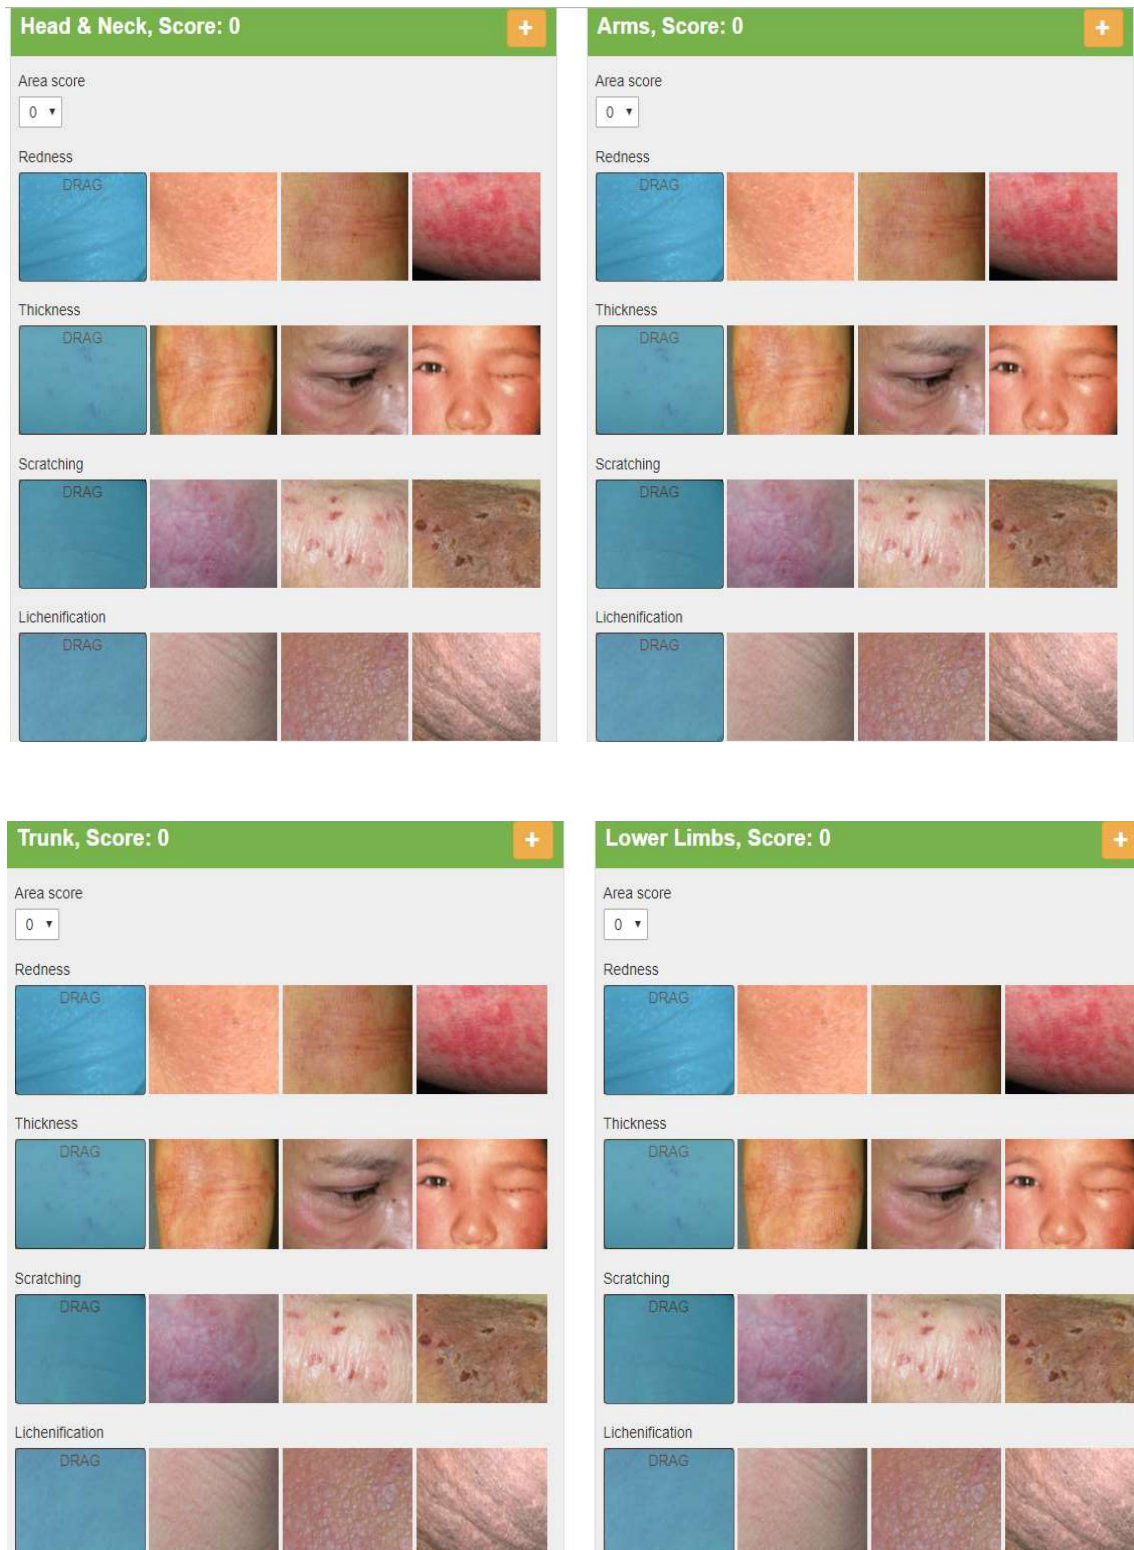 Head & Neck, Score: 0
+
Area score
0
Redness
DRAG
Thickness
DRAG
Scratching
DRAG
Lichenification
DRAG
Arms, Score: 0
+
Area score
0
Redness
DRAG
Thickness
DRAG
Scratching
DRAG
Lichenification
DRAG
Trunk, Score: 0
+
Area score
0
Redness
DRAG
Thickness
DRAG
Scratching
DRAG
Lichenification
DRAG
Lower Limbs, Score: 0
+
Area score
0
Redness
DRAG
Thickness
DRAG
Scratching
DRAG
Lichenification
DRAG